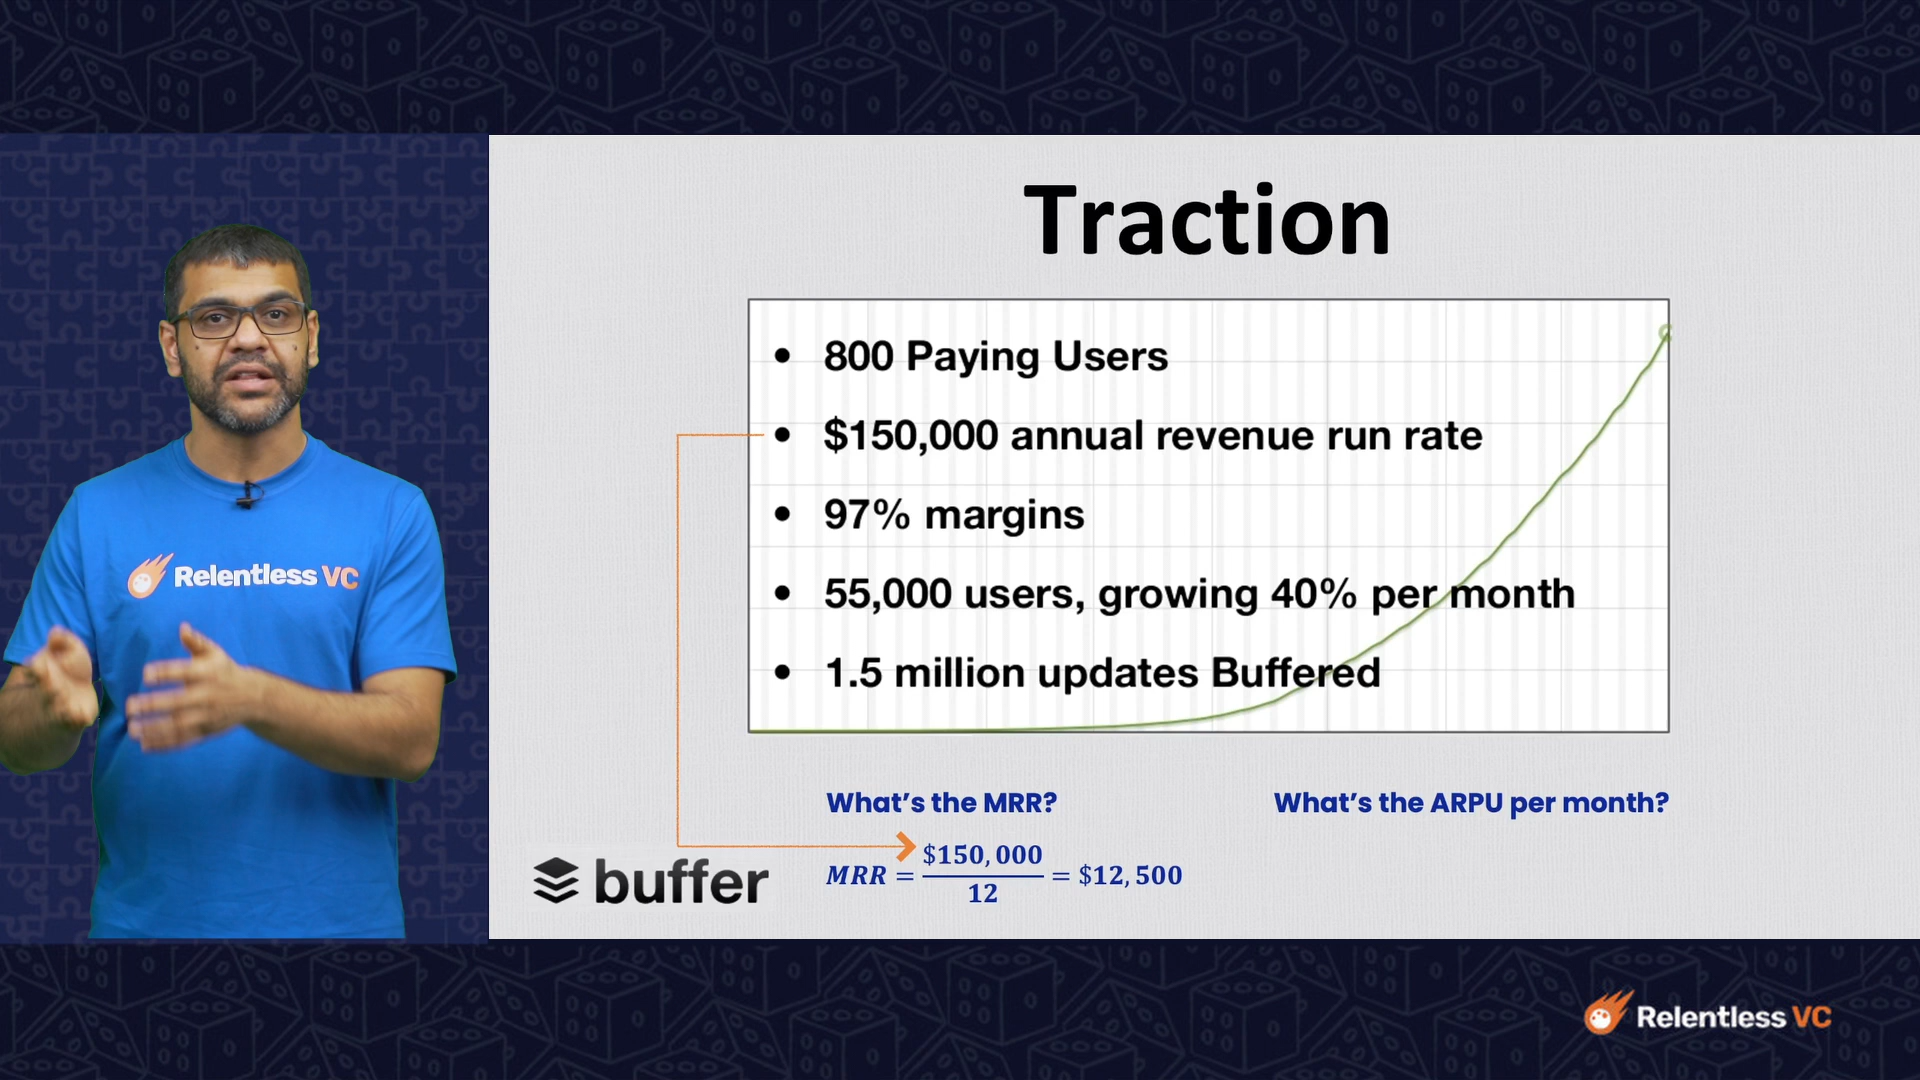 Traction
• 800 Paying Users
• $150,000 annual revenue run rate
• 97% margins
• 55,000 users, growing 40% per month
• 1.5 million updates Buffered
What's the MRR?
What's the ARPU per month?
buffer
MRR = $150,000 / 12 = $12,500
Relentless VC
Relentless VC